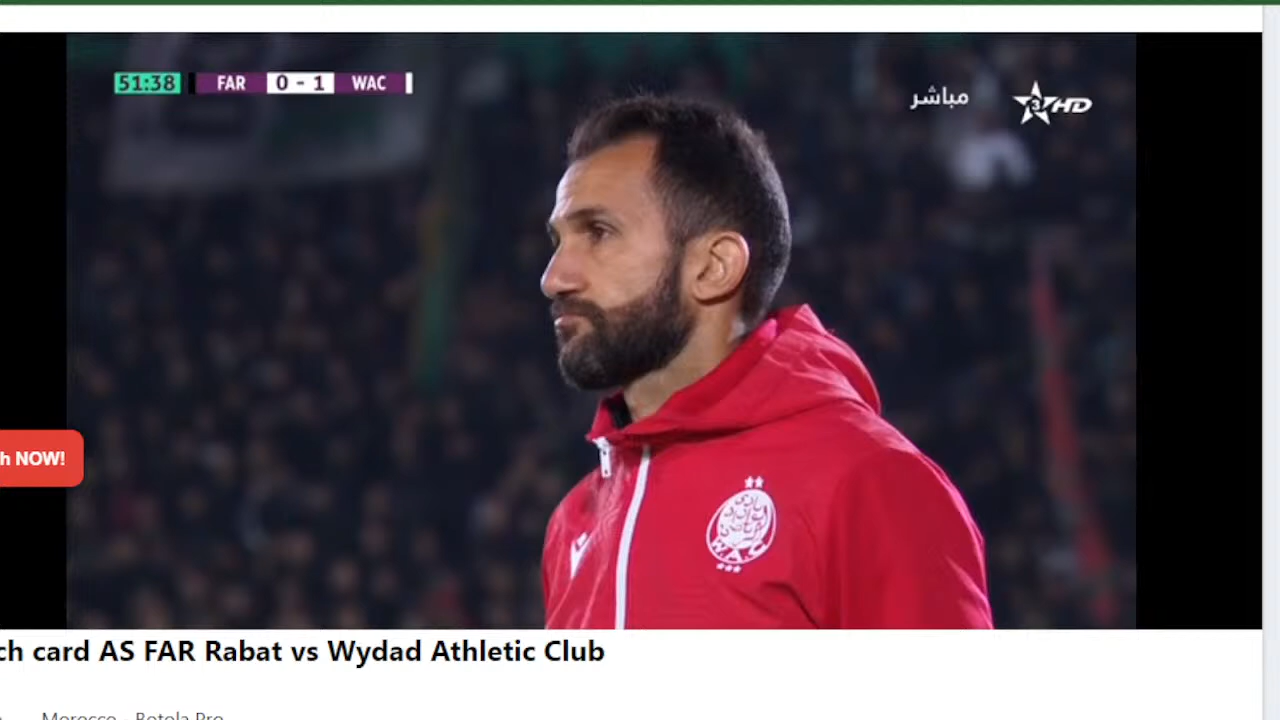 51:38 FAR 0 - 1 WAC
مباشر
3 HD
h NOW!
W.A.C
ch card AS FAR Rabat vs Wydad Athletic Club
Morocco - Botola Pro